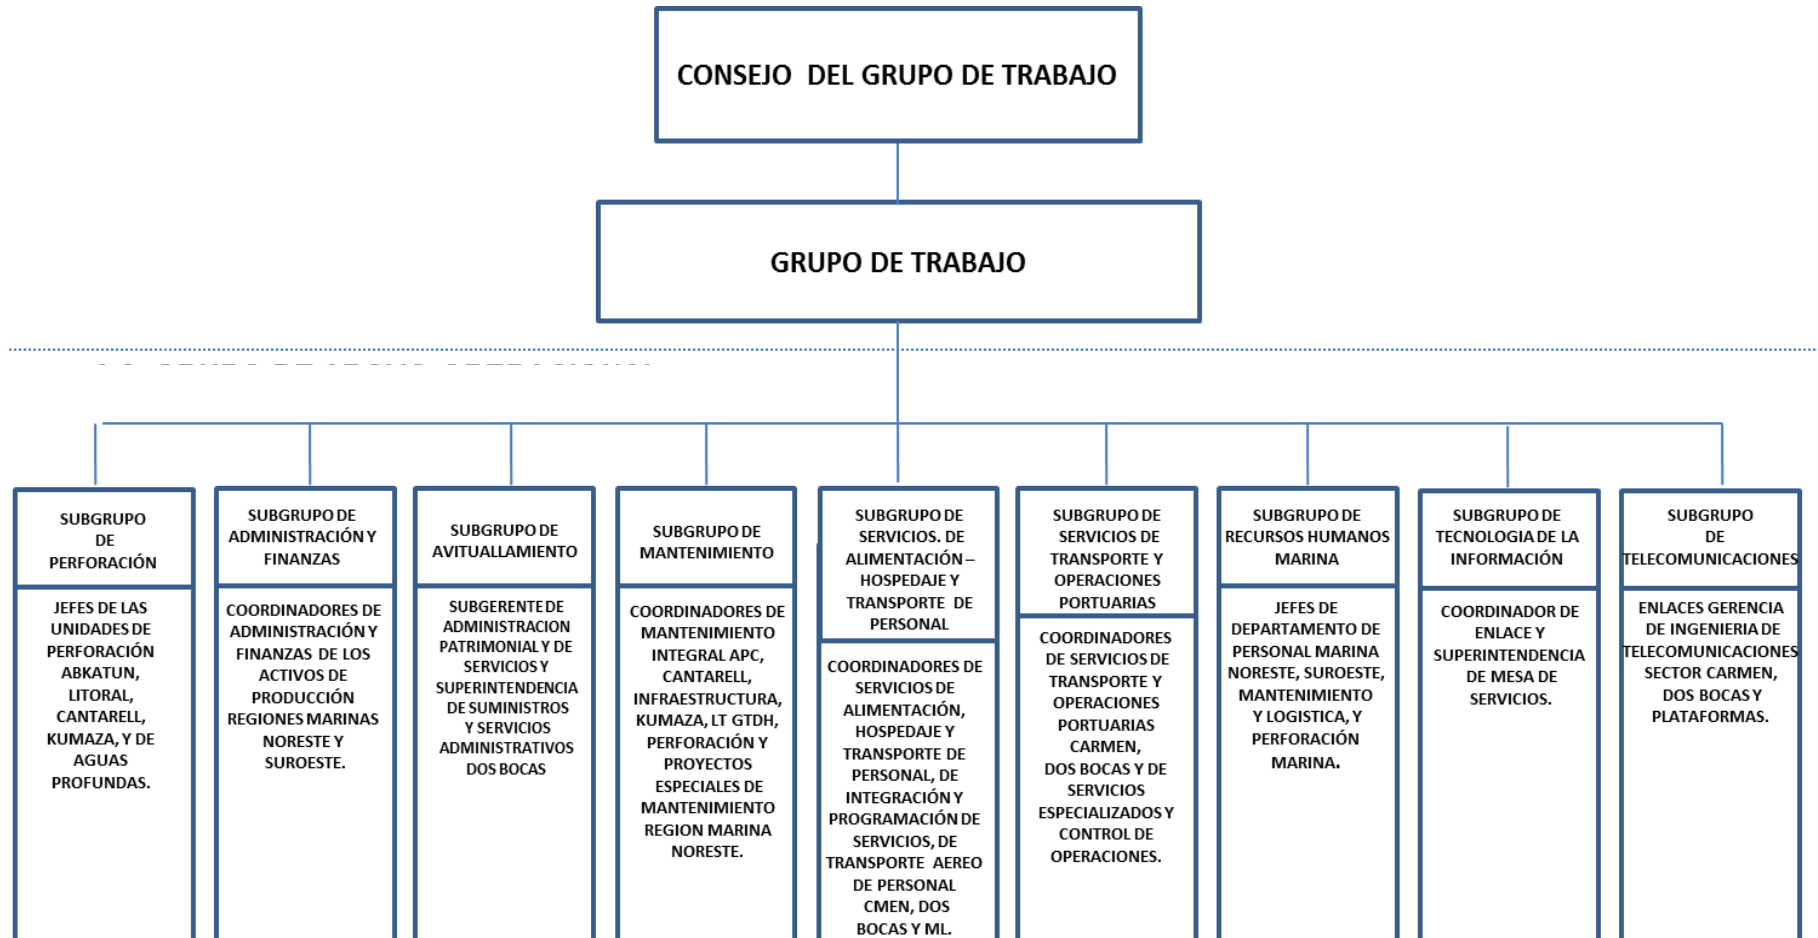 CONSEJO DEL GRUPO DE TRABAJO
GRUPO DE TRABAJO
SUBGRUPO
DE
PERFORACIÓN
JEFES DE LAS
UNIDADES DE
PERFORACIÓN
ABKATUN,
LITORAL,
CANTARELL,
KUMAZA, Y DE
AGUAS
PROFUNDAS.
SUBGRUPO DE
ADMINISTRACIÓN Y
FINANZAS
COORDINADORES DE
ADMINISTRACIÓN Y
FINANZAS DE LOS
ACTIVOS DE
PRODUCCIÓN
REGIONES MARINAS
NORESTE Y
SUROESTE.
SUBGRUPO DE
AVITUALLAMIENTO
SUBGERENTE DE
ADMINISTRACION
PATRIMONIAL Y DE
SERVICIOS Y
SUPERINTENDENCIA
DE SUMINISTROS
Y SERVICIOS
ADMINISTRATIVOS
DOS BOCAS
SUBGRUPO DE
MANTENIMIENTO
COORDINADORES DE
MANTENIMIENTO
INTEGRAL APC,
CANTARELL,
INFRAESTRUCTURA,
KUMAZA, LT GTDH,
PERFORACIÓN Y
PROYECTOS
ESPECIALES DE
MANTENIMIENTO
REGION MARINA
NORESTE.
SUBGRUPO DE
SERVICIOS. DE
ALIMENTACIÓN –
HOSPEDAJE Y
TRANSPORTE DE
PERSONAL
COORDINADORES DE
SERVICIOS DE
ALIMENTACIÓN,
HOSPEDAJE Y
TRANSPORTE DE
PERSONAL, DE
INTEGRACIÓN Y
PROGRAMACIÓN DE
SERVICIOS, DE
TRANSPORTE AEREO
DE PERSONAL
CMEN, DOS
BOCAS Y ML.
SUBGRUPO DE
SERVICIOS DE
TRANSPORTE Y
OPERACIONES
PORTUARIAS
COORDINADORES
DE SERVICIOS DE
TRANSPORTE Y
OPERACIONES
PORTUARIAS
CARMEN,
DOS BOCAS Y DE
SERVICIOS
ESPECIALIZADOS Y
CONTROL DE
OPERACIONES.
SUBGRUPO DE
RECURSOS HUMANOS
MARINA
JEFES DE
DEPARTAMENTO DE
PERSONAL MARINA
NORESTE, SUROESTE,
MANTENIMIENTO
Y LOGISTICA, Y
PERFORACIÓN
MARINA.
SUBGRUPO DE
TECNOLOGIA DE LA
INFORMACIÓN
COORDINADOR DE
ENLACE Y
SUPERINTENDENCIA
DE MESA DE
SERVICIOS.
SUBGRUPO
DE
TELECOMUNICACIONES
ENLACES GERENCIA
DE INGENIERIA DE
TELECOMUNICACIONES
SECTOR CARMEN,
DOS BOCAS Y
PLATAFORMAS.